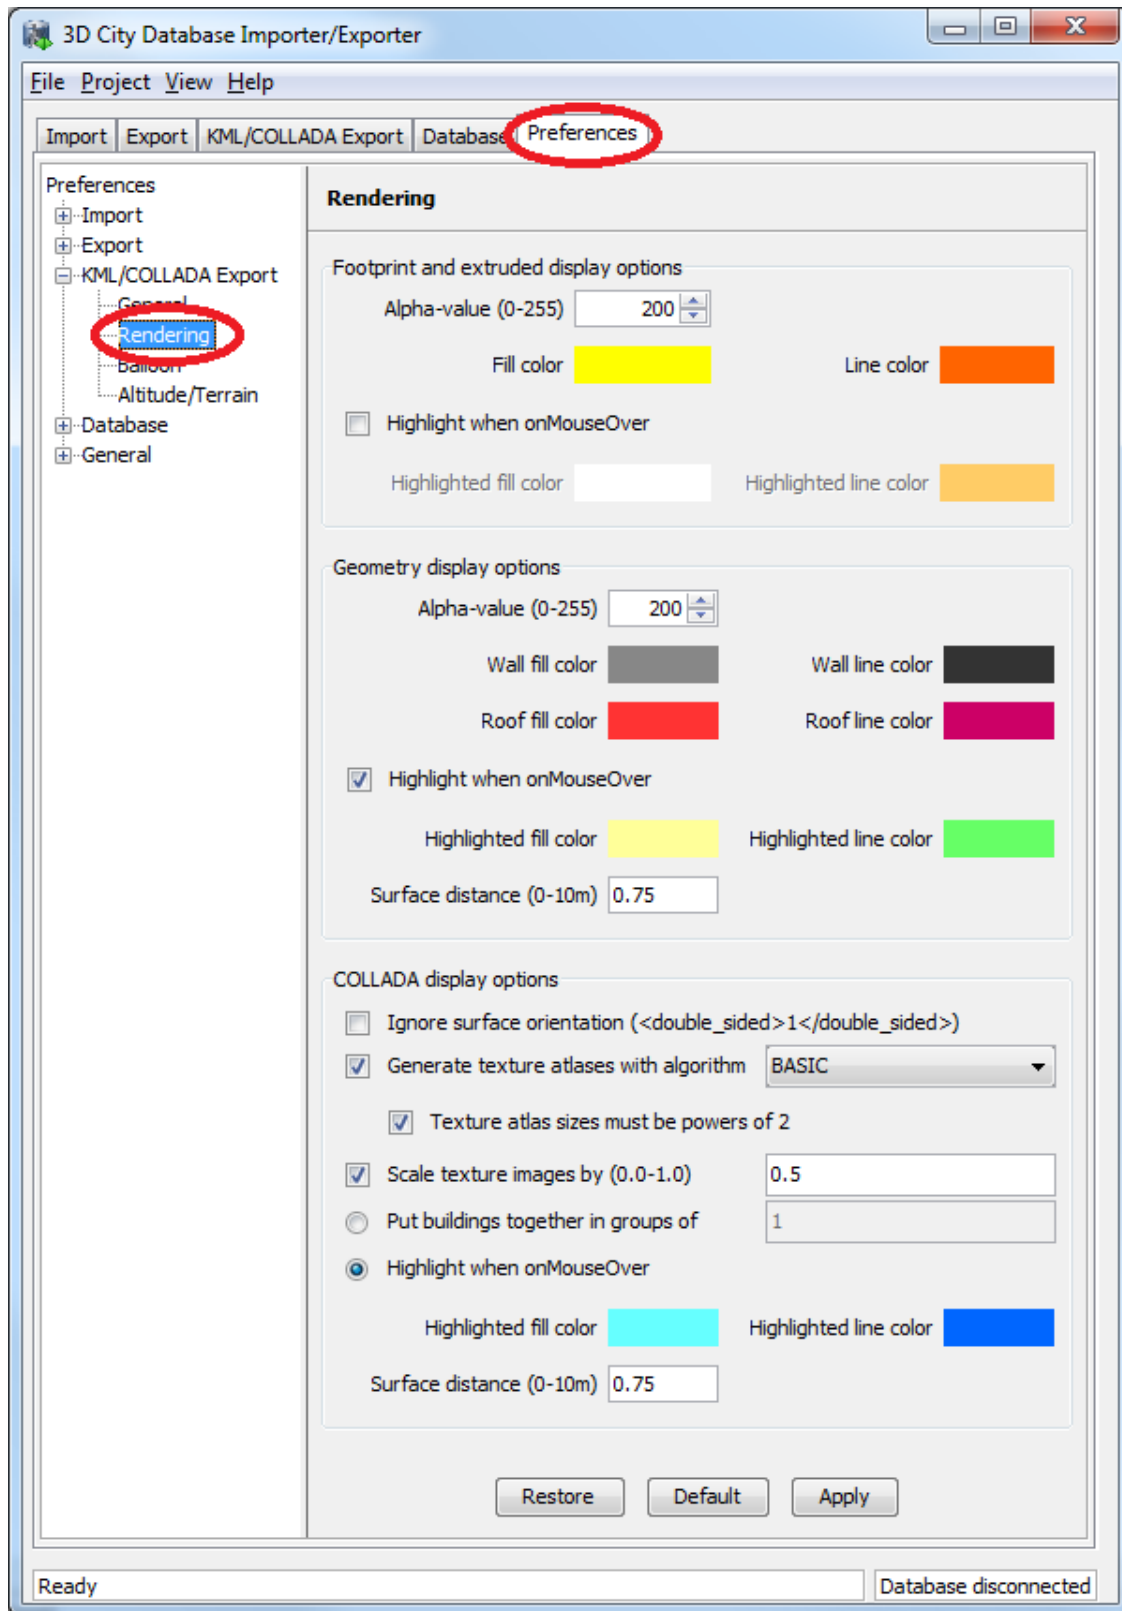 3D City Database Importer/Exporter
File Project View Help
Import Export KML/COLLADA Export Database Preferences
Preferences
Import
Export
KML/COLLADA Export
General
Rendering
Balloon
Altitude/Terrain
Database
General
Rendering
Footprint and extruded display options
Alpha-value (0-255) 200
Fill color Line color
Highlight when onMouseOver
Highlighted fill color Highlighted line color
Geometry display options
Alpha-value (0-255) 200
Wall fill color Wall line color
Roof fill color Roof line color
Highlight when onMouseOver
Highlighted fill color Highlighted line color
Surface distance (0-10m) 0.75
COLLADA display options
Ignore surface orientation (<double_sided>1</double_sided>)
Generate texture atlases with algorithm BASIC
Texture atlas sizes must be powers of 2
Scale texture images by (0.0-1.0) 0.5
Put buildings together in groups of 1
Highlight when onMouseOver
Highlighted fill color Highlighted line color
Surface distance (0-10m) 0.75
Restore Default Apply
Ready Database disconnected